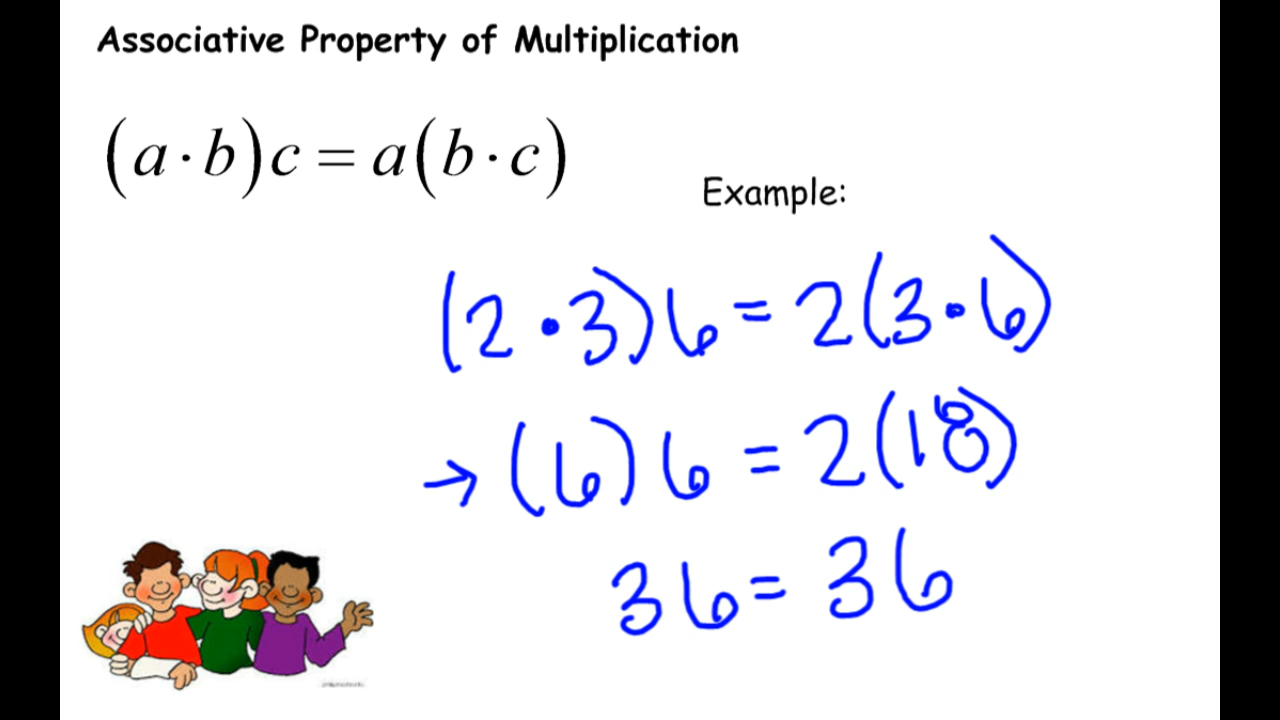 Associative Property of Multiplication
(a · b)c = a(b · c)
Example:
(2 · 3)6 = 2(3 · 6)
→ (6)6 = 2(18)
36 = 36